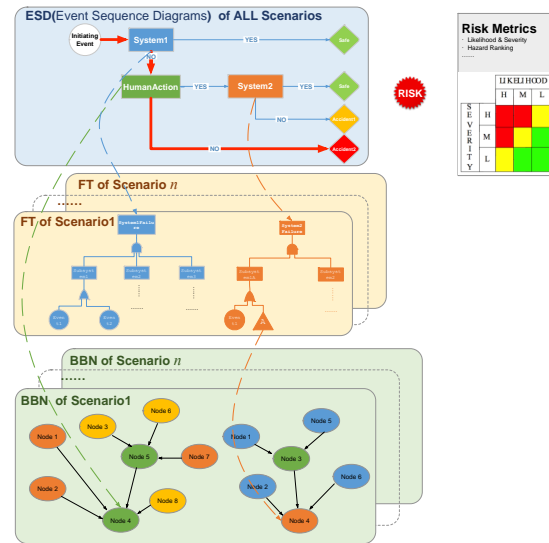 ESD(Event Sequence Diagrams) of ALL Scenarios
Initiating
Event
System1
YES
Safe
NO
HumanAction
YES
System2
YES
Safe
NO
Accident1
NO
Accident2
RISK
Risk Metrics
· Likelihood & Severity
· Hazard Ranking
......
LIKELIHOOD
H M L
SEVERITY
H
M
L
FT of Scenario n
......
FT of Scenario1
BBN of Scenario n
......
BBN of Scenario1
Node 1
Node 3
Node 6
Node 5
Node 7
Node 2
Node 8
Node 4
Node 1
Node 5
Node 3
Node 2
Node 6
Node 4